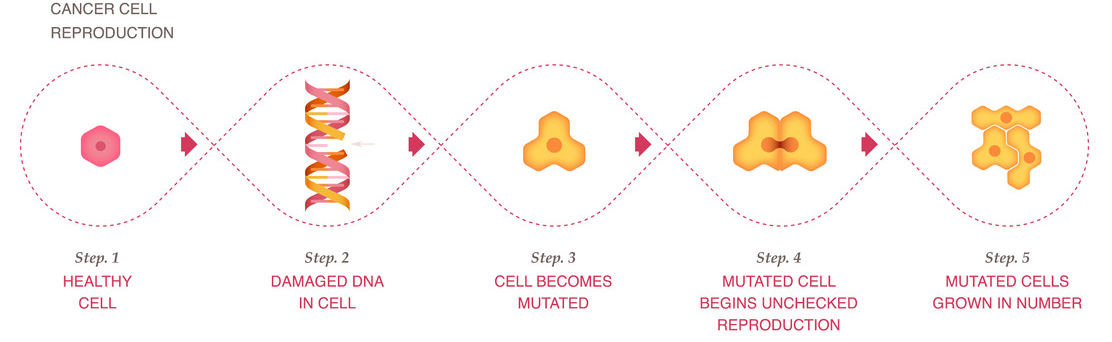 CANCER CELL
REPRODUCTION
Step. 1
HEALTHY
CELL
Step. 2
DAMAGED DNA
IN CELL
Step. 3
CELL BECOMES
MUTATED
Step. 4
MUTATED CELL
BEGINS UNCHECKED
REPRODUCTION
Step. 5
MUTATED CELLS
GROWN IN NUMBER